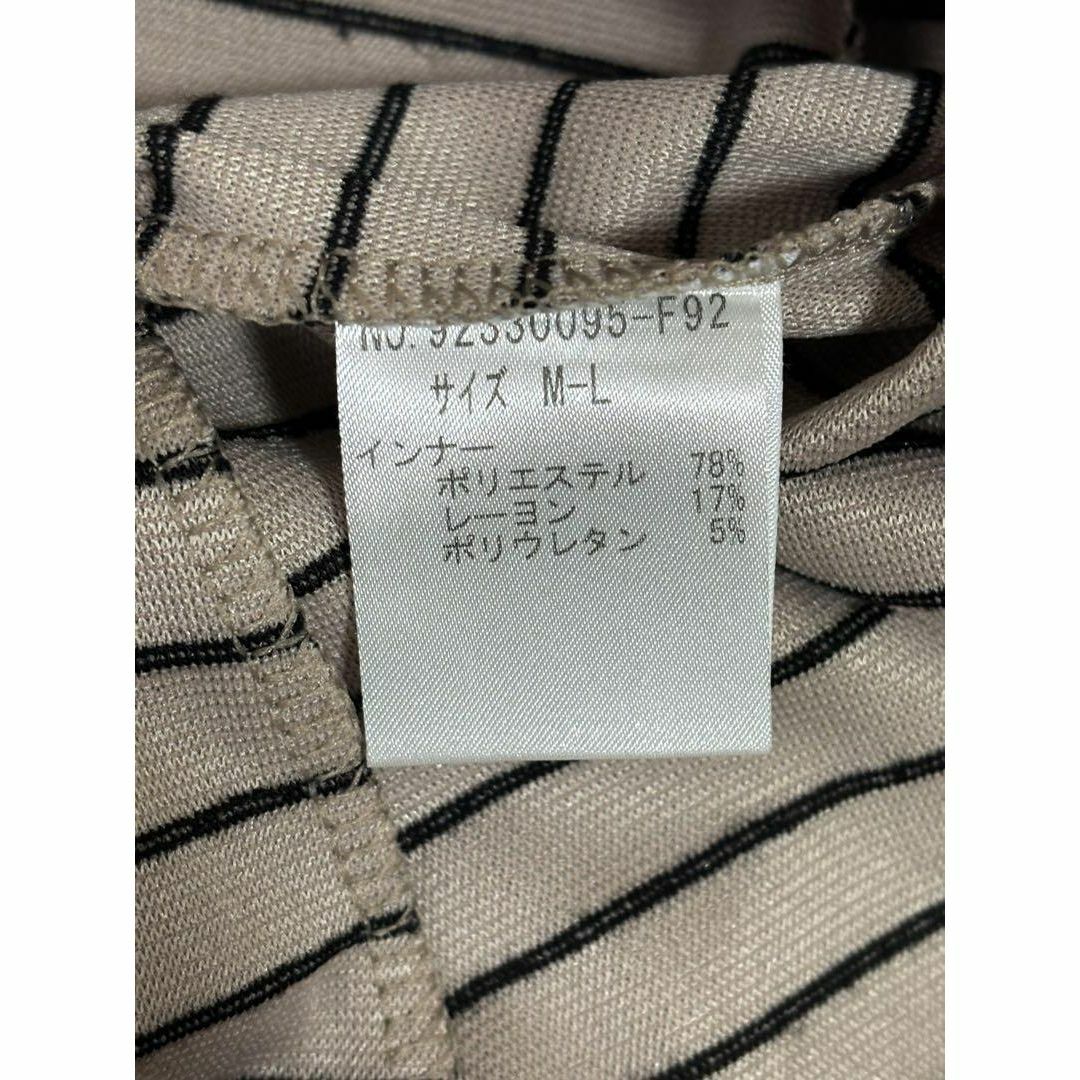 NO.92330095-F92
サイズ M-L
インナー
ポリエステル 78%
レーヨン 17%
ポリウレタン 5%